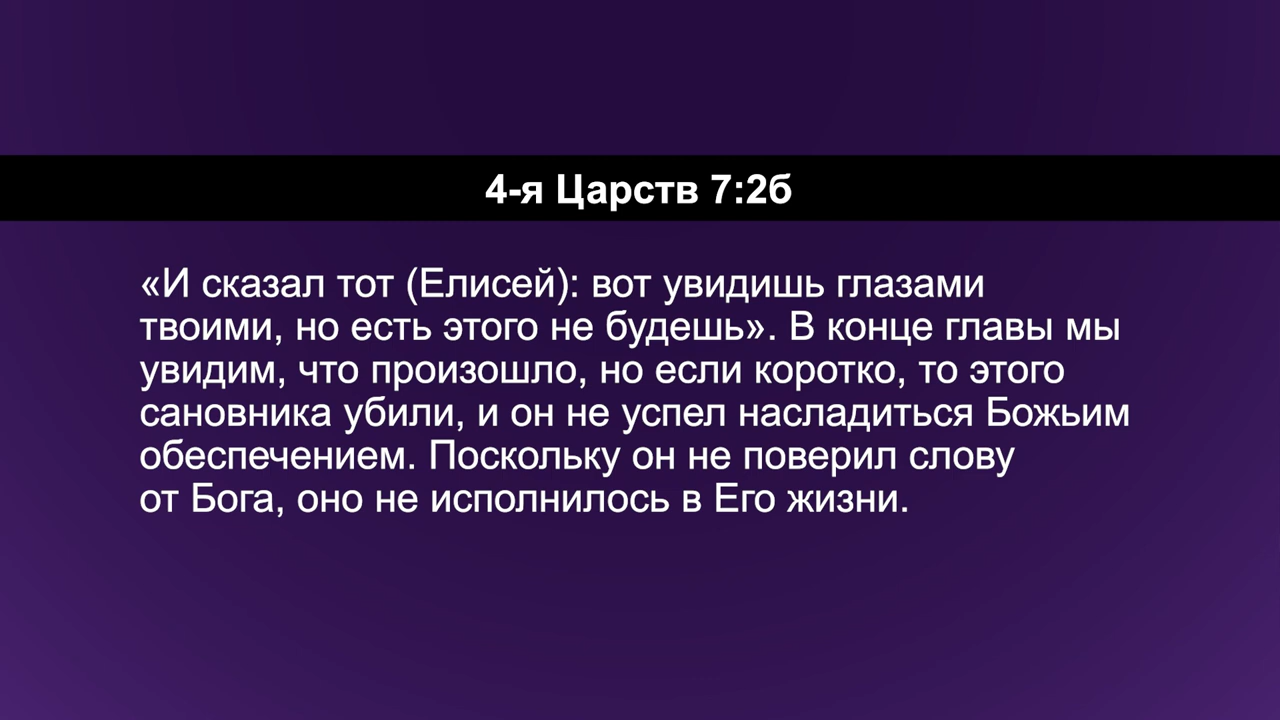 4-я Царств 7:2б
«И сказал тот (Елисей): вот увидишь глазами
твоими, но есть этого не будешь». В конце главы мы
увидим, что произошло, но если коротко, то этого
сановника убили, и он не успел насладиться Божьим
обеспечением. Поскольку он не поверил слову
от Бога, оно не исполнилось в Его жизни.